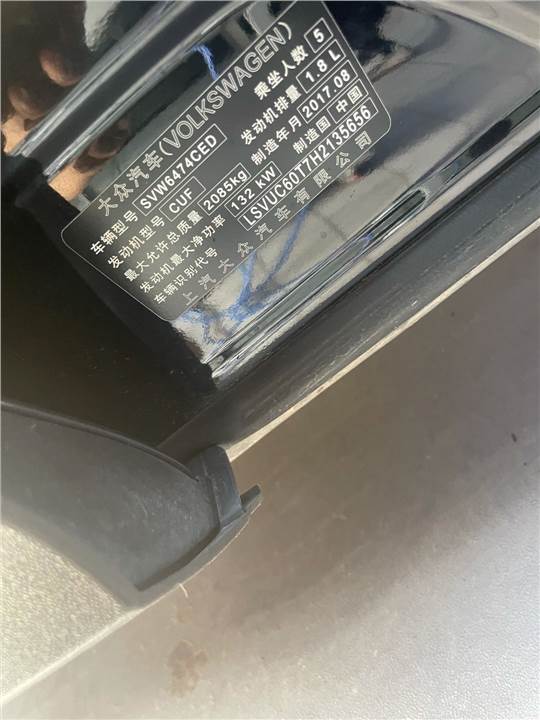 大众汽车(VOLKSWAGEN)
车辆型号 SVW6474CED 乘坐人数 5
发动机型号 CUF 发动机排量 1.8 L
最大允许总质量 2085kg 制造年月 2017.08
发动机最大净功率 132 kW 制造国 中国
车辆识别代号 LSVUC60T7H2135656
上汽大众汽车有限公司